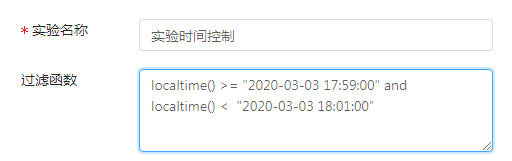 * 实验名称 实验时间控制
过滤函数 localtime() >= "2020-03-03 17:59:00" and
localtime() <  "2020-03-03 18:01:00"